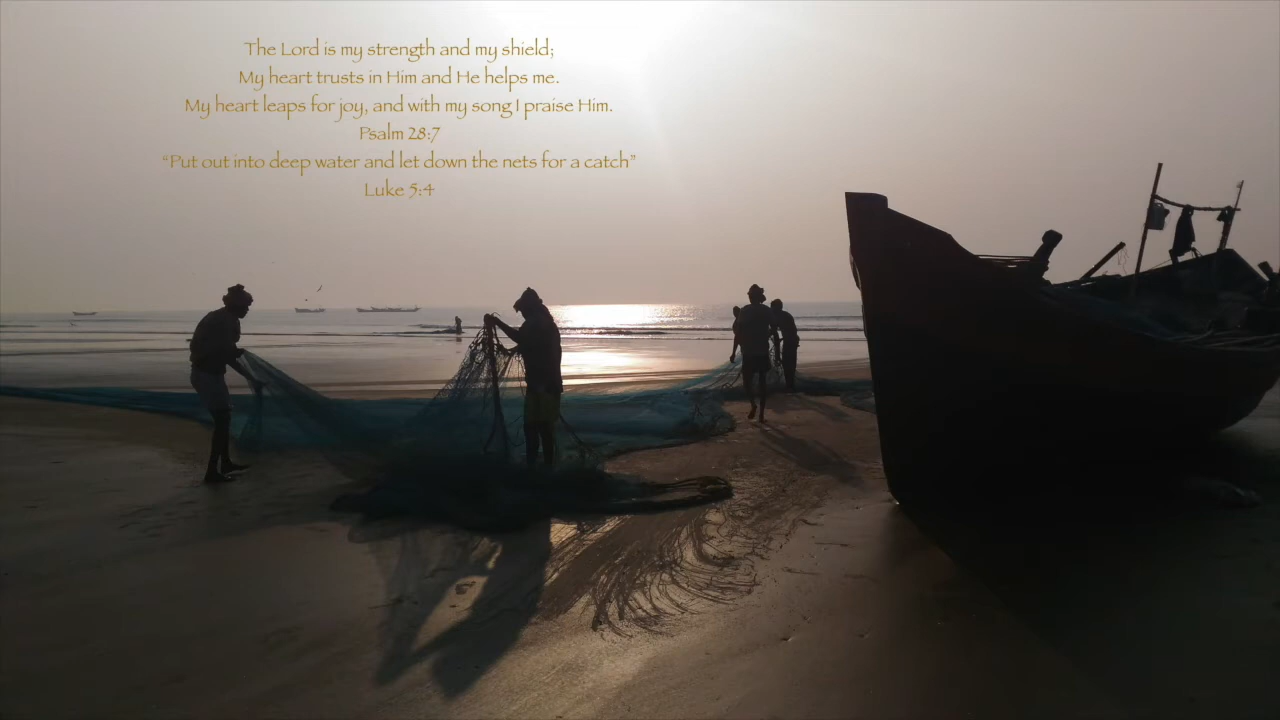 The Lord is my strength and my shield;
My heart trusts in Him and He helps me.
My heart leaps for joy, and with my song I praise Him.
Psalm 28:7
“Put out into deep water and let down the nets for a catch”
Luke 5:4